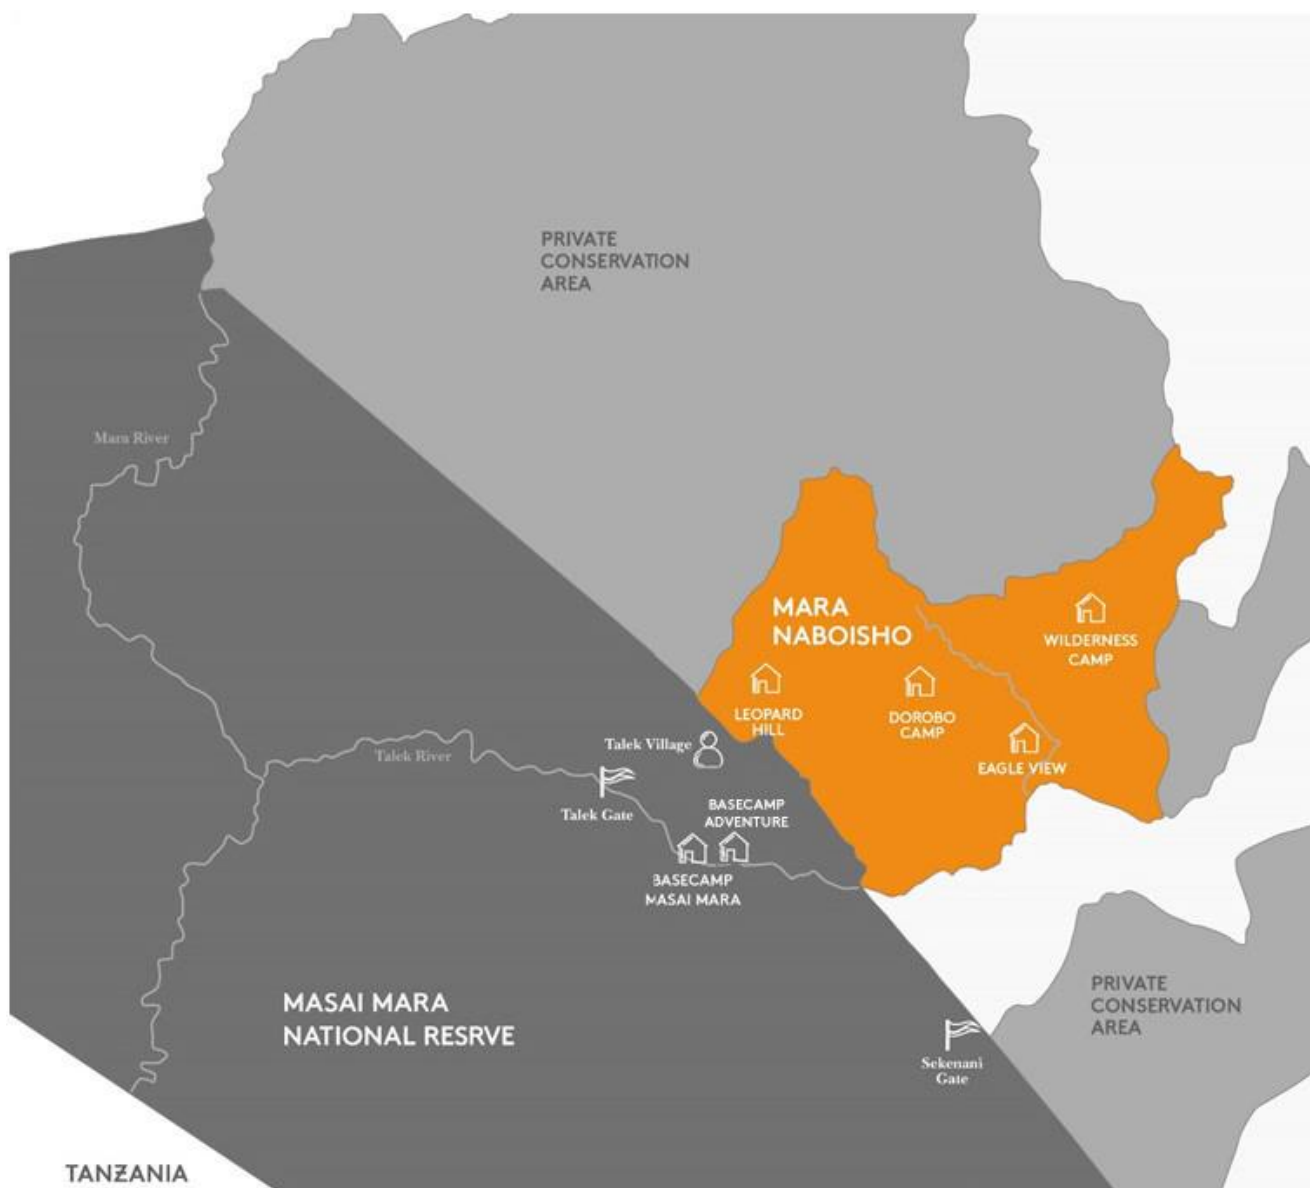 PRIVATE
CONSERVATION
AREA
Mara River
MARA
NABOISHO
WILDERNESS
CAMP
LEOPARD
HILL
DOROBO
CAMP
EAGLE VIEW
Talek Village
Talek River
Talek Gate
BASECAMP
ADVENTURE
BASECAMP
MASAI MARA
MASAI MARA
NATIONAL RESRVE
PRIVATE
CONSERVATION
AREA
Sekenani
Gate
TANZANIA